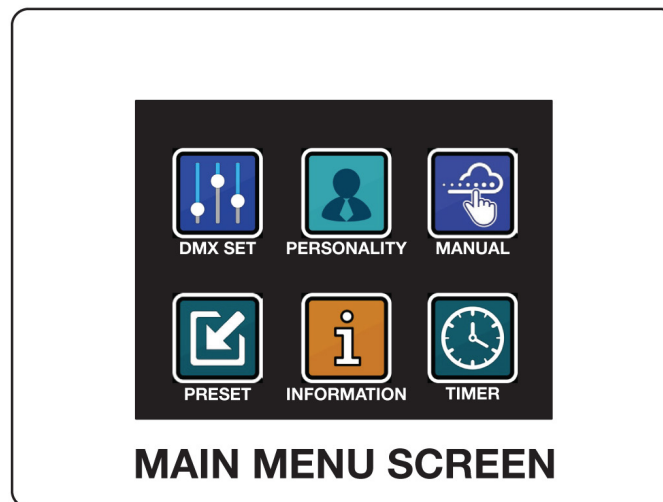 DMX SET PERSONALITY MANUAL
PRESET INFORMATION TIMER
MAIN MENU SCREEN